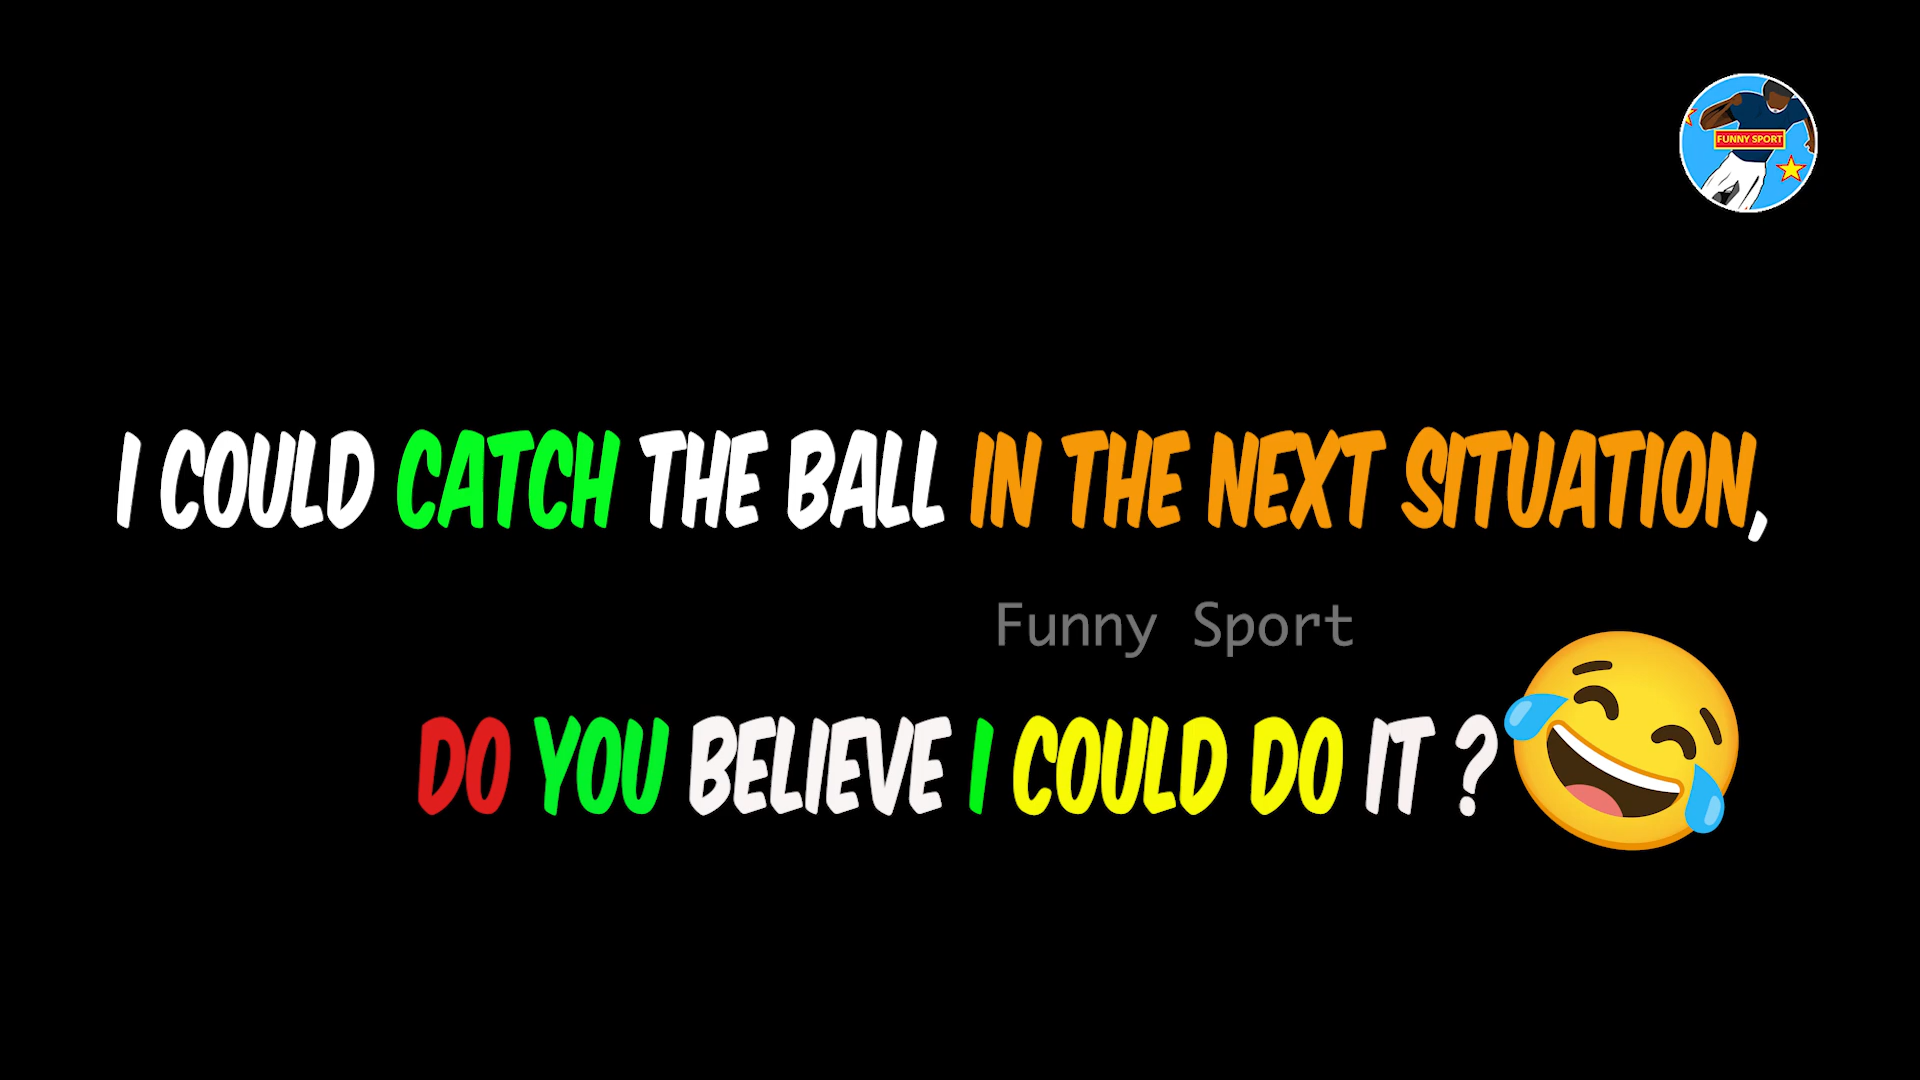 FUNNY SPORT
I COULD CATCH THE BALL IN THE NEXT SITUATION,
Funny Sport
DO YOU BELIEVE I COULD DO IT ?